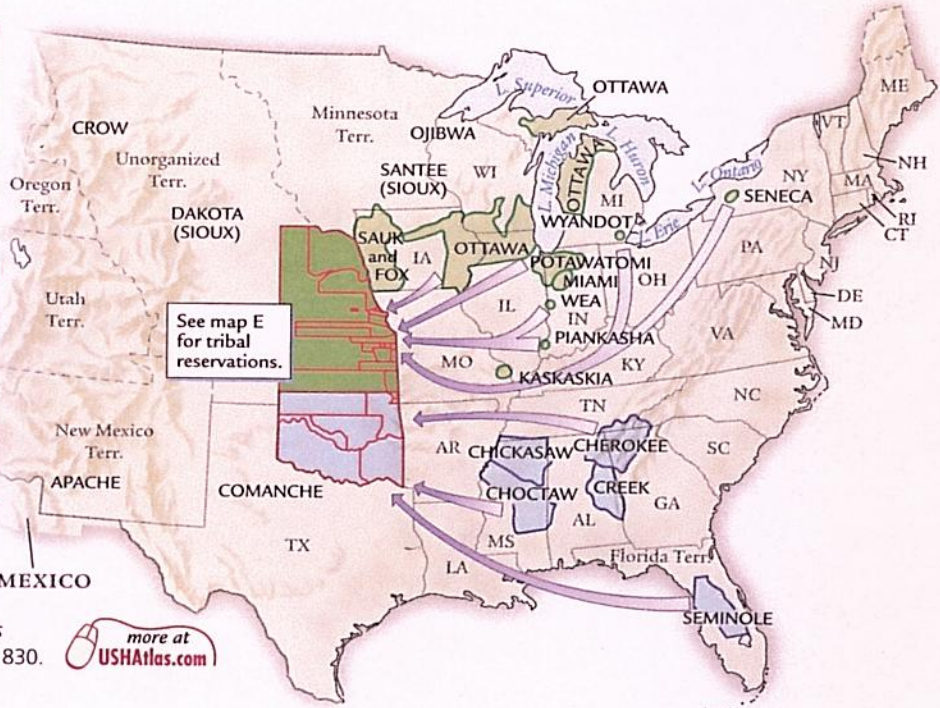 L. Superior
OTTAWA
ME
Minnesota
Terr.
CROW
OJIBWA
VT
Unorganized
Terr.
L. Michigan
OTTAWA
L. Huron
L. Ontario
NH
SANTEE
(SIOUX)
WI
NY
MA
Oregon
Terr.
MI
SENECA
RI
CT
DAKOTA
(SIOUX)
WYANDOT
L. Erie
SAUK
and
FOX
IA
OTTAWA
PA
POTAWATOMI
OH
NJ
MIAMI
Utah
Terr.
WEA
DE
MD
See map E
for tribal
reservations.
IL
IN
VA
PIANKASHA
MO
KY
KASKASKIA
NC
TN
New Mexico
Terr.
AR
CHICKASAW
CHEROKEE
SC
APACHE
COMANCHE
CHOCTAW
CREEK
GA
MS
AL
TX
Florida Terr.
LA
MEXICO
SEMINOLE
s
830.
more at
USHAtlas.com